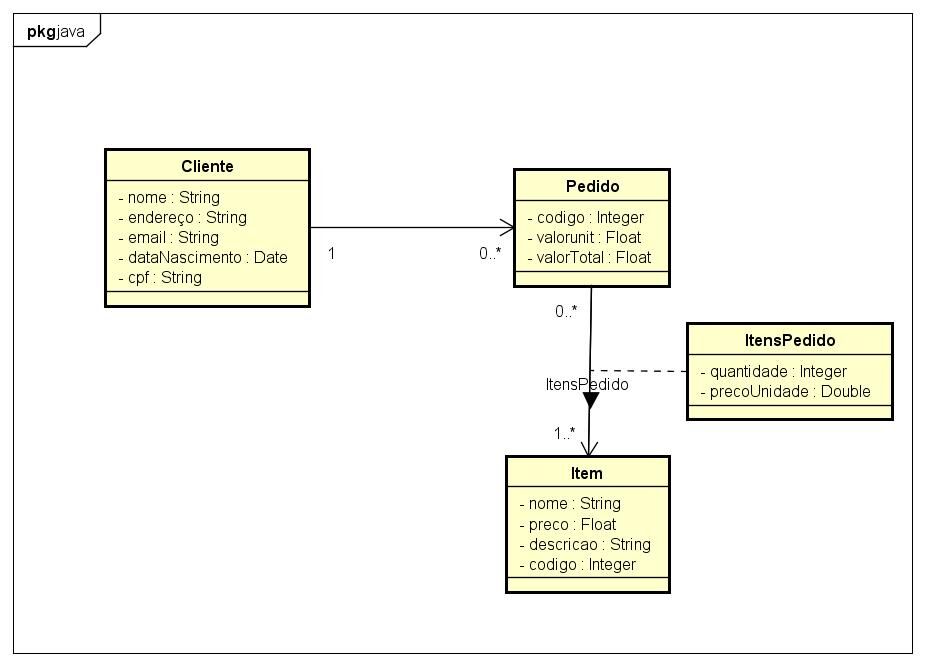 pkgjava
Cliente
- nome : String
- endereço : String
- email : String
- dataNascimento : Date
- cpf : String
1
0..*
Pedido
- codigo : Integer
- valorunit : Float
- valorTotal : Float
0..*
ItensPedido
1..*
ItensPedido
- quantidade : Integer
- precoUnidade : Double
Item
- nome : String
- preco : Float
- descricao : String
- codigo : Integer